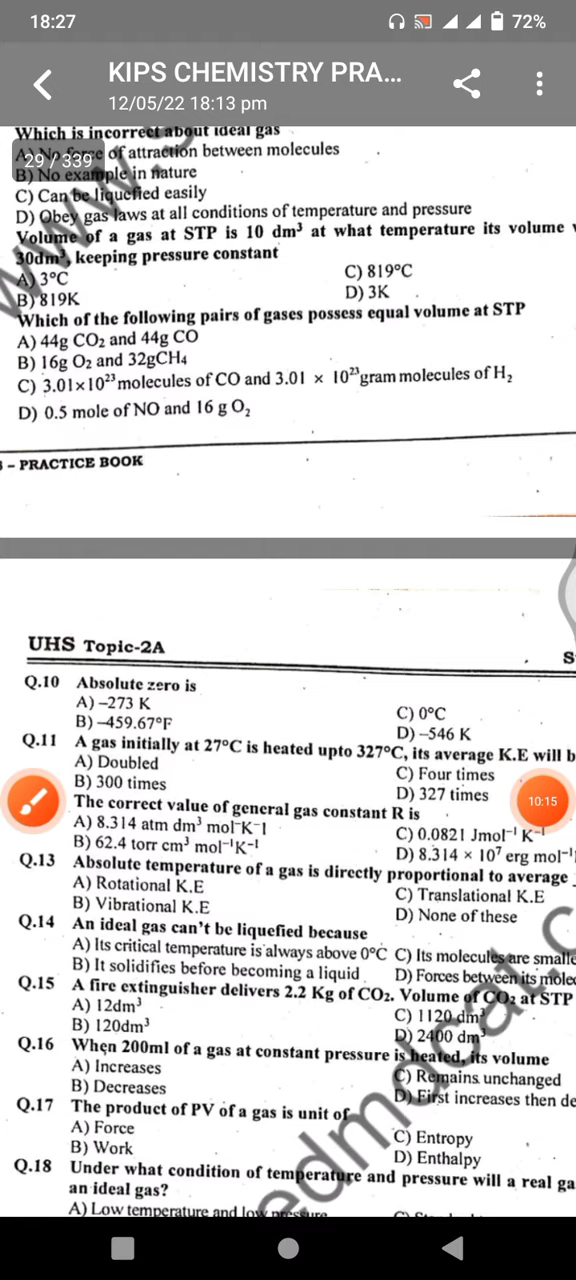 18:27
72%
KIPS CHEMISTRY PRA...
12/05/22 18:13 pm
Which is incorrect about ideal gas
A) No force of attraction between molecules
29 / 339
B) No example in nature
C) Can be liquefied easily
D) Obey gas laws at all conditions of temperature and pressure
Volume of a gas at STP is 10 dm³ at what temperature its volume
30dm³, keeping pressure constant
A) 3°C
C) 819°C
B) 819K
D) 3K
Which of the following pairs of gases possess equal volume at STP
A) 44g CO₂ and 44g CO
B) 16g O₂ and 32gCH₄
C) 3.01×10²³ molecules of CO and 3.01 × 10²³ gram molecules of H₂
D) 0.5 mole of NO and 16 g O₂
– PRACTICE BOOK
UHS Topic-2A
S
Q.10 Absolute zero is
A) –273 K
C) 0°C
B) –459.67°F
D) –546 K
Q.11 A gas initially at 27°C is heated upto 327°C, its average K.E will b
A) Doubled
C) Four times
B) 300 times
D) 327 times
10:15
The correct value of general gas constant R is
A) 8.314 atm dm³ mol⁻K⁻1
C) 0.0821 Jmol⁻¹ K⁻¹
B) 62.4 torr cm³ mol⁻¹K⁻¹
D) 8.314 × 10⁷ erg mol⁻¹
Q.13 Absolute temperature of a gas is directly proportional to average
A) Rotational K.E
C) Translational K.E
B) Vibrational K.E
D) None of these
Q.14 An ideal gas can't be liquefied because
A) Its critical temperature is always above 0°C C) Its molecules are smalle
B) It solidifies before becoming a liquid D) Forces between its molec
Q.15 A fire extinguisher delivers 2.2 Kg of CO₂. Volume of CO₂ at STP
A) 12dm³
C) 1120 dm³
B) 120dm³
D) 2400 dm³
Q.16 When 200ml of a gas at constant pressure is heated, its volume
A) Increases
C) Remains unchanged
B) Decreases
D) First increases then de
Q.17 The product of PV of a gas is unit of
A) Force
C) Entropy
B) Work
D) Enthalpy
Q.18 Under what condition of temperature and pressure will a real ga
an ideal gas?
A) Low temperature and low pressure